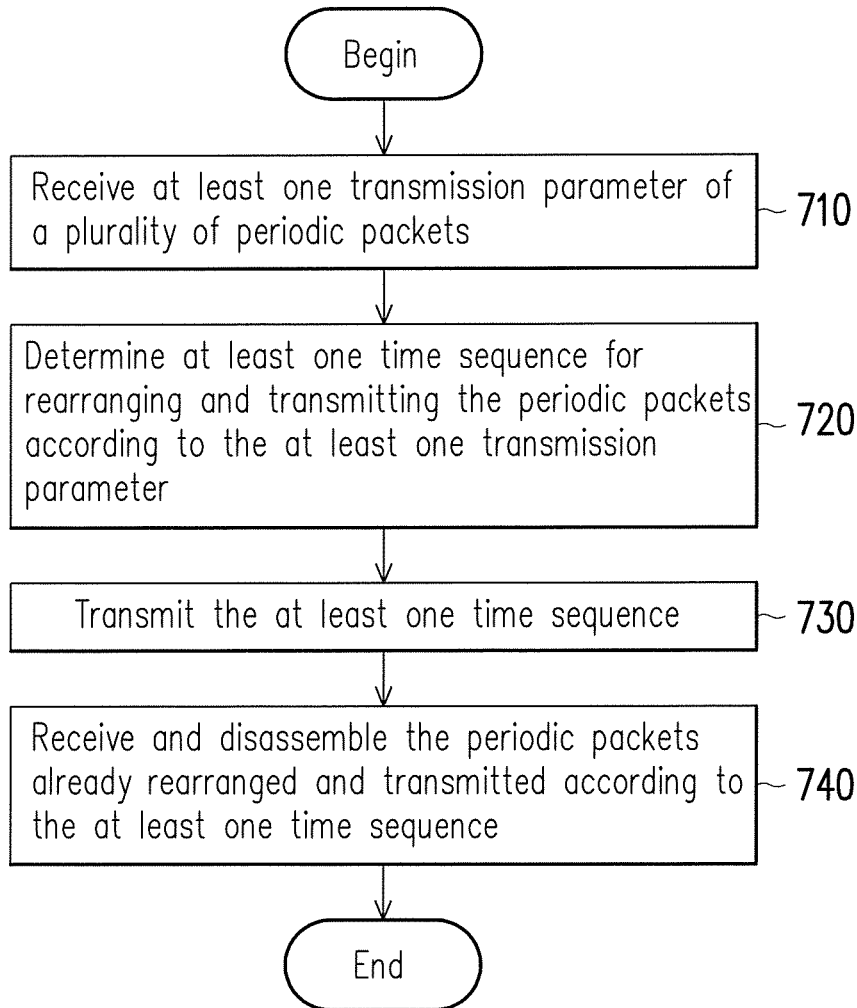 Begin
Receive at least one transmission parameter of
a plurality of periodic packets
710
Determine at least one time sequence for
rearranging and transmitting the periodic packets
according to the at least one transmission
parameter
720
Transmit the at least one time sequence
730
Receive and disassemble the periodic packets
already rearranged and transmitted according to
the at least one time sequence
740
End